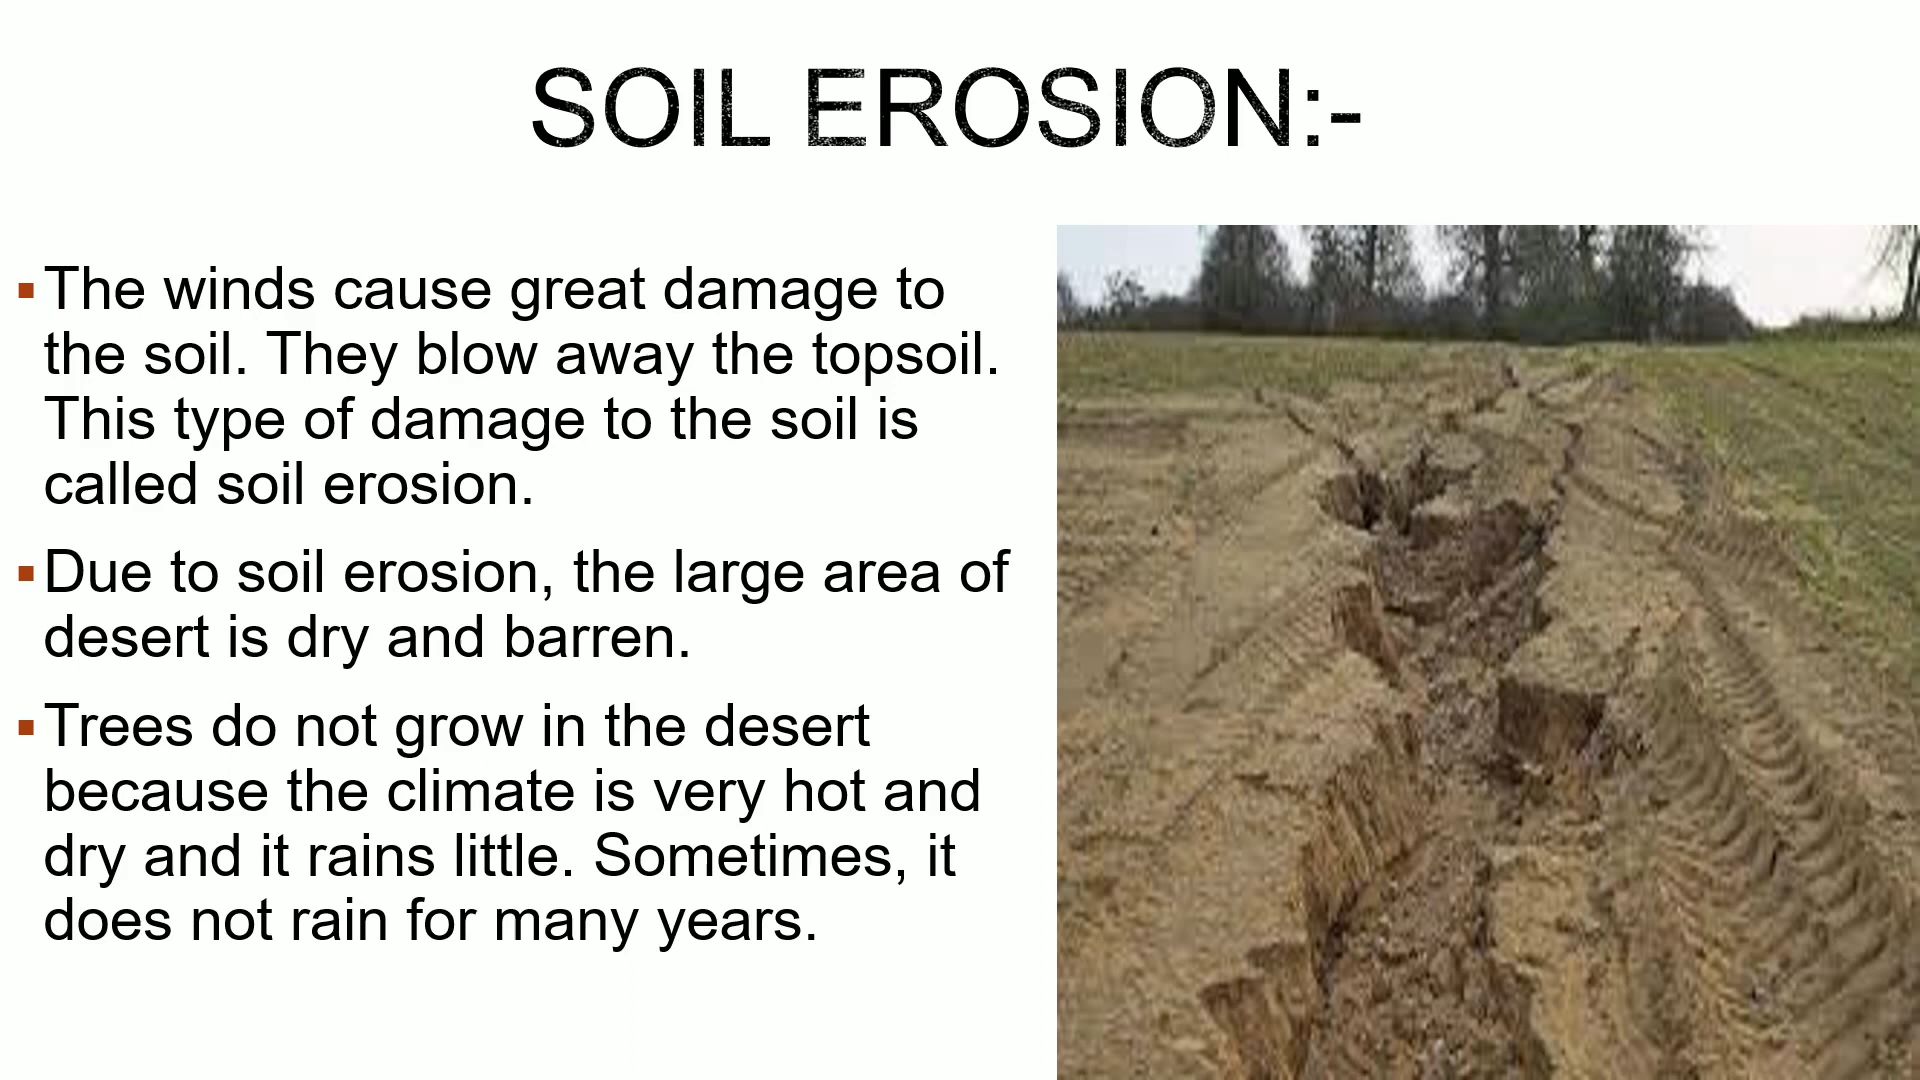 SOIL EROSION:-
▪The winds cause great damage to
the soil. They blow away the topsoil.
This type of damage to the soil is
called soil erosion.
▪Due to soil erosion, the large area of
desert is dry and barren.
▪Trees do not grow in the desert
because the climate is very hot and
dry and it rains little. Sometimes, it
does not rain for many years.